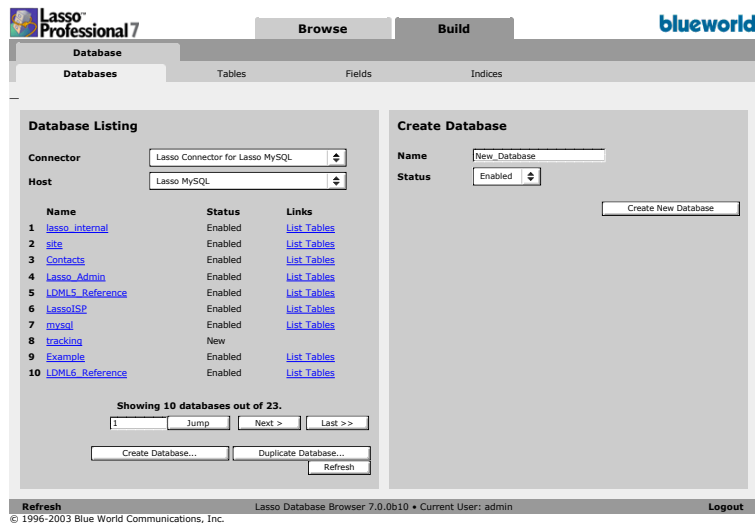 Lasso™
Professional 7
Browse
Build
blueworld
Database
Databases
Tables
Fields
Indices
Database Listing
Connector
Lasso Connector for Lasso MySQL
Host
Lasso MySQL
Name Status Links
1 lasso_internal Enabled List Tables
2 site Enabled List Tables
3 Contacts Enabled List Tables
4 Lasso_Admin Enabled List Tables
5 LDML5_Reference Enabled List Tables
6 LassoISP Enabled List Tables
7 mysql Enabled List Tables
8 tracking New
9 Example Enabled List Tables
10 LDML6_Reference Enabled List Tables
Showing 10 databases out of 23.
1 Jump Next > Last >>
Create Database... Duplicate Database...
Refresh
Create Database
Name New_Database
Status Enabled
Create New Database
Refresh Lasso Database Browser 7.0.0b10 • Current User: admin Logout
© 1996-2003 Blue World Communications, Inc.